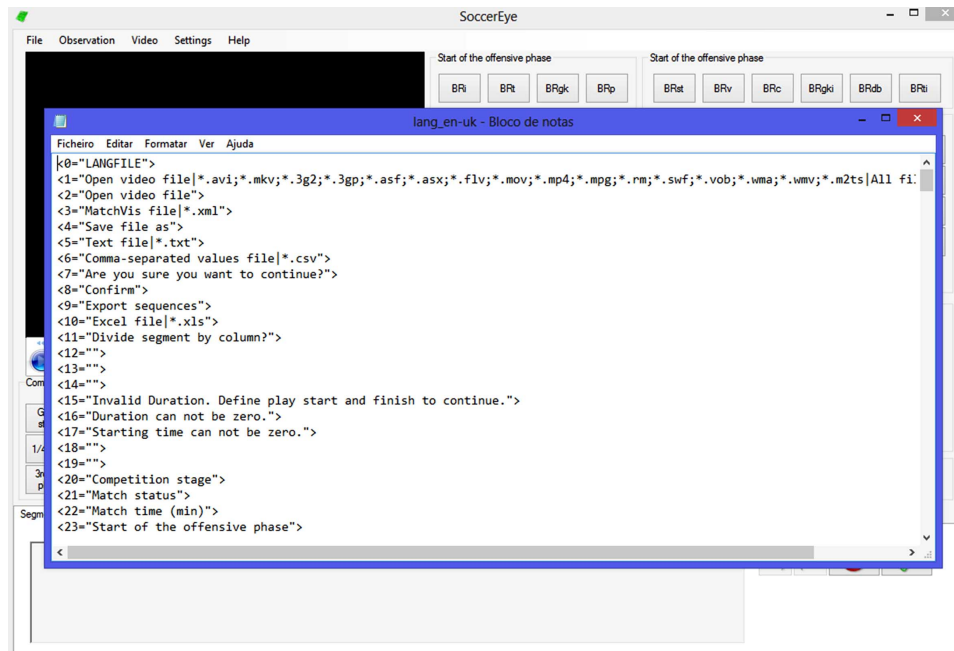 SoccerEye
File Observation Video Settings Help
Start of the offensive phase
Start of the offensive phase
BRi BRt BRgk BRp
BRst BRv BRc BRgki BRdb BRti
lang_en-uk - Bloco de notas
Ficheiro Editar Formatar Ver Ajuda
<0="LANGFILE">
<1="Open video file|*.avi;*.mkv;*.3g2;*.3gp;*.asf;*.asx;*.flv;*.mov;*.mp4;*.mpg;*.rm;*.swf;*.vob;*.wma;*.wmv;*.m2ts|All fi
<2="Open video file">
<3="MatchVis file|*.xml">
<4="Save file as">
<5="Text file|*.txt">
<6="Comma-separated values file|*.csv">
<7="Are you sure you want to continue?">
<8="Confirm">
<9="Export sequences">
<10="Excel file|*.xls">
<11="Divide segment by column?">
<12="">
<13="">
<14="">
<15="Invalid Duration. Define play start and finish to continue.">
<16="Duration can not be zero.">
<17="Starting time can not be zero.">
<18="">
<19="">
<20="Competition stage">
<21="Match status">
<22="Match time (min)">
<23="Start of the offensive phase">
Com
G
st
1/4
3r
p
Segm